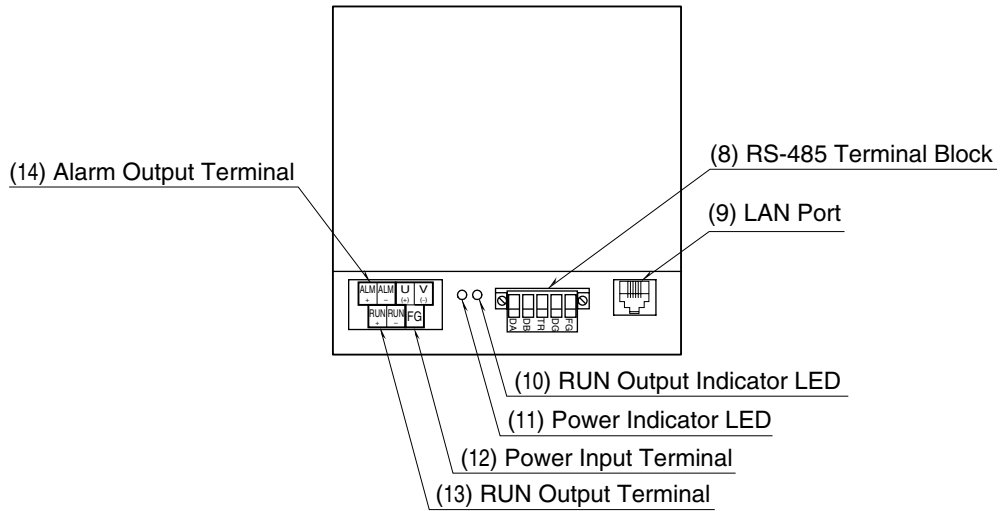 (14) Alarm Output Terminal
(8) RS-485 Terminal Block
(9) LAN Port
ALM + ALM − U (+) V (-)
RUN + RUN − FG
DA DB TR DG FG
(10) RUN Output Indicator LED
(11) Power Indicator LED
(12) Power Input Terminal
(13) RUN Output Terminal